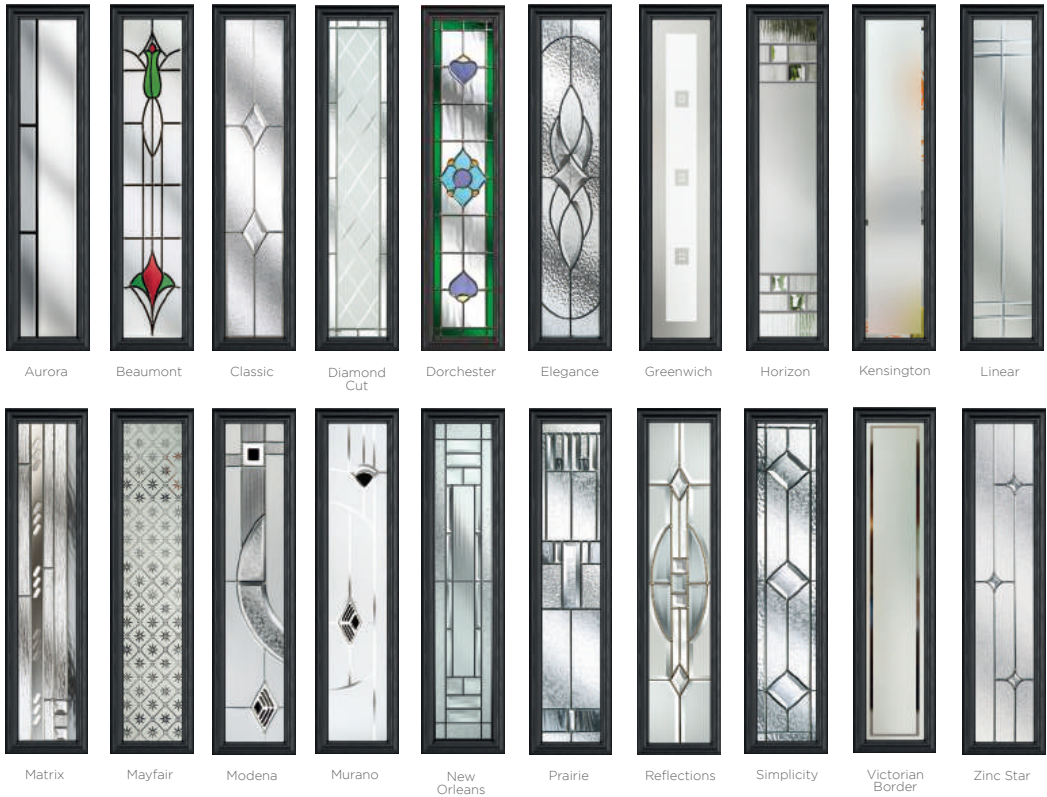 Aurora
Beaumont
Classic
Diamond
Cut
Dorchester
Elegance
Greenwich
Horizon
Kensington
Linear
Matrix
Mayfair
Modena
Murano
New
Orleans
Prairie
Reflections
Simplicity
Victorian
Border
Zinc Star